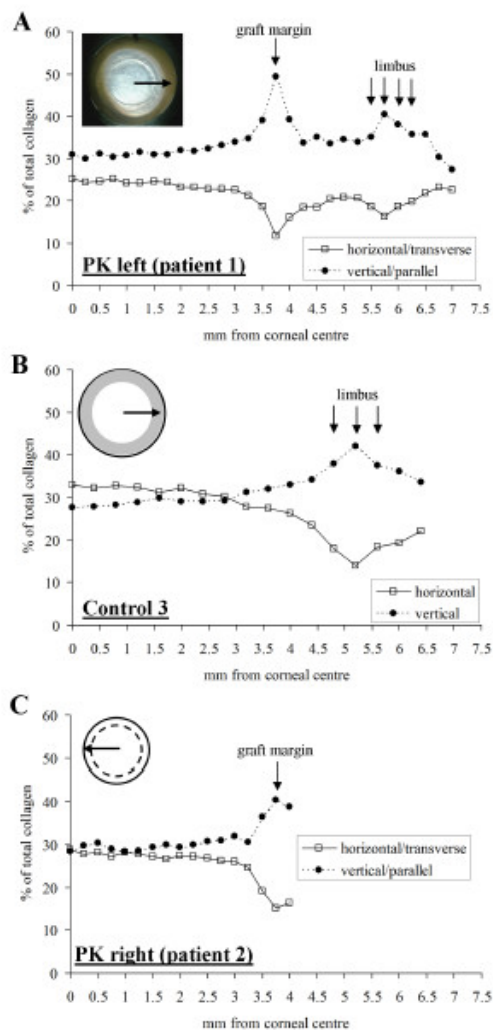 A
graft margin
limbus
60
50
40
30
20
10
0
% of total collagen
horizontal/transverse
vertical/parallel
PK left (patient 1)
0 0.5 1 1.5 2 2.5 3 3.5 4 4.5 5 5.5 6 6.5 7 7.5
mm from corneal centre
B
limbus
60
50
40
30
20
10
0
% of total collagen
horizontal
vertical
Control 3
0 0.5 1 1.5 2 2.5 3 3.5 4 4.5 5 5.5 6 6.5 7 7.5
mm from corneal centre
C
graft margin
60
50
40
30
20
10
0
% of total collagen
horizontal/transverse
vertical/parallel
PK right (patient 2)
0 0.5 1 1.5 2 2.5 3 3.5 4 4.5 5 5.5 6 6.5 7 7.5
mm from corneal centre